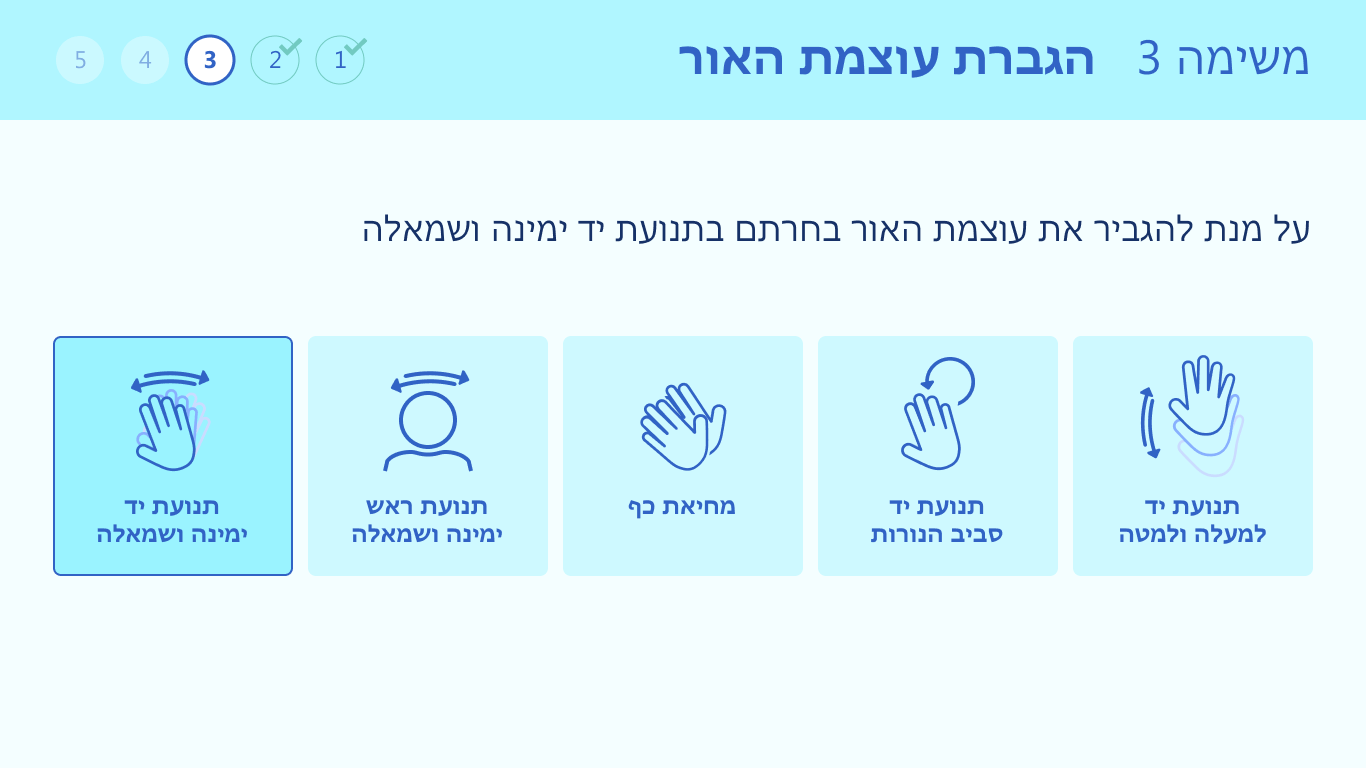 משימה 3 הגברת עוצמת האור
1 2 3 4 5
על מנת להגביר את עוצמת האור בחרתם בתנועת יד ימינה ושמאלה
תנועת יד
למעלה ולמטה
תנועת יד
סביב הנורות
מחיאת כף
תנועת ראש
ימינה ושמאלה
תנועת יד
ימינה ושמאלה